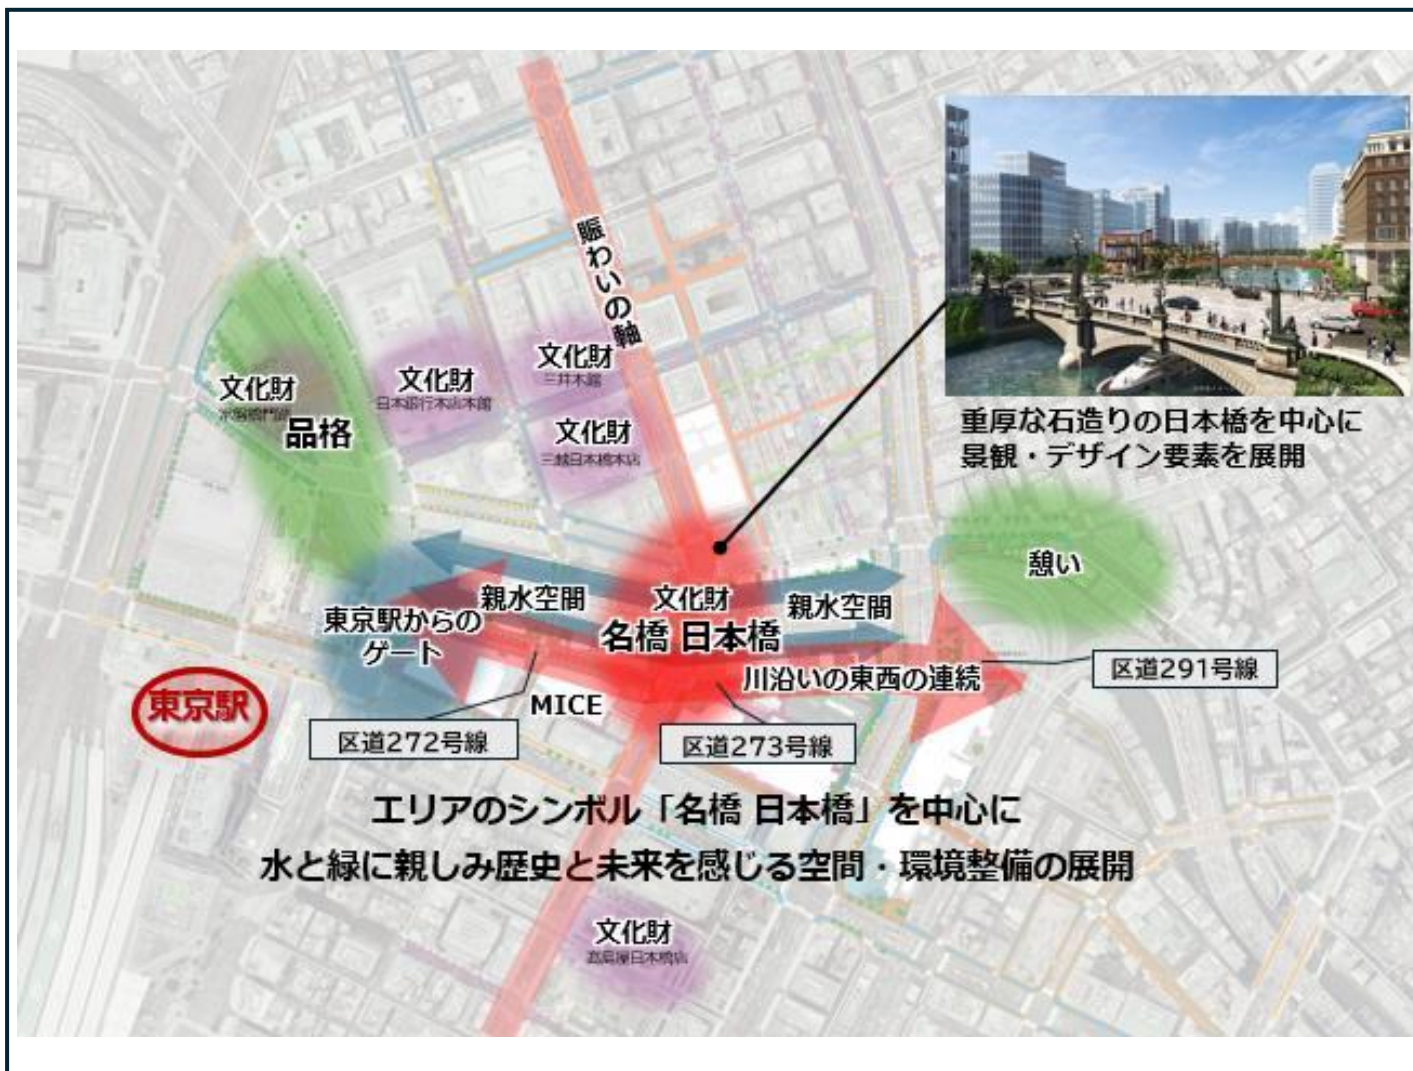 賑わいの軸
文化財
三井本館
文化財
日本銀行本店本館
文化財
常盤橋門跡
品格
文化財
三越日本橋本店
重厚な石造りの日本橋を中心に
景観・デザイン要素を展開
憩い
親水空間
文化財
名橋 日本橋
親水空間
東京駅からの
ゲート
川沿いの東西の連続
区道291号線
東京駅
MICE
区道272号線
区道273号線
エリアのシンボル「名橋 日本橋」を中心に
水と緑に親しみ歴史と未来を感じる空間・環境整備の展開
文化財
髙島屋日本橋店